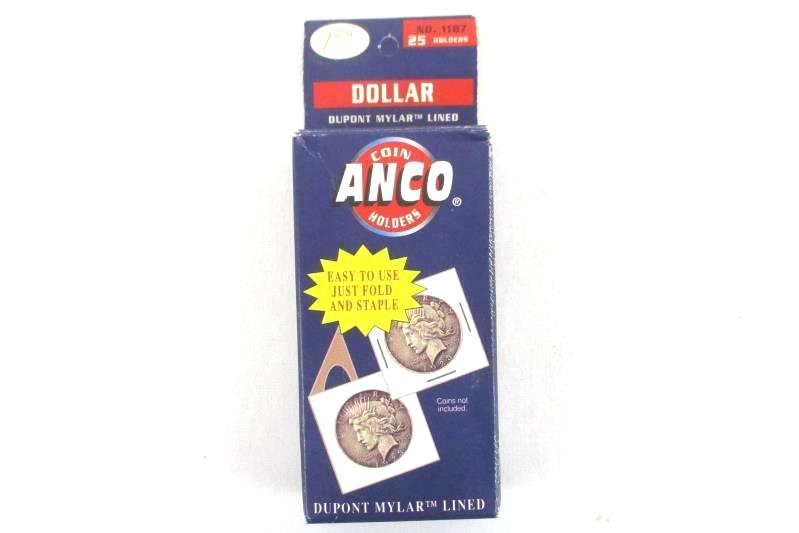 NO. 1187
25 HOLDERS
DOLLAR
DUPONT MYLAR™ LINED
COIN
ANCO®
HOLDERS
EASY TO USE
JUST FOLD
AND STAPLE
Coins not
included.
DUPONT MYLAR™ LINED